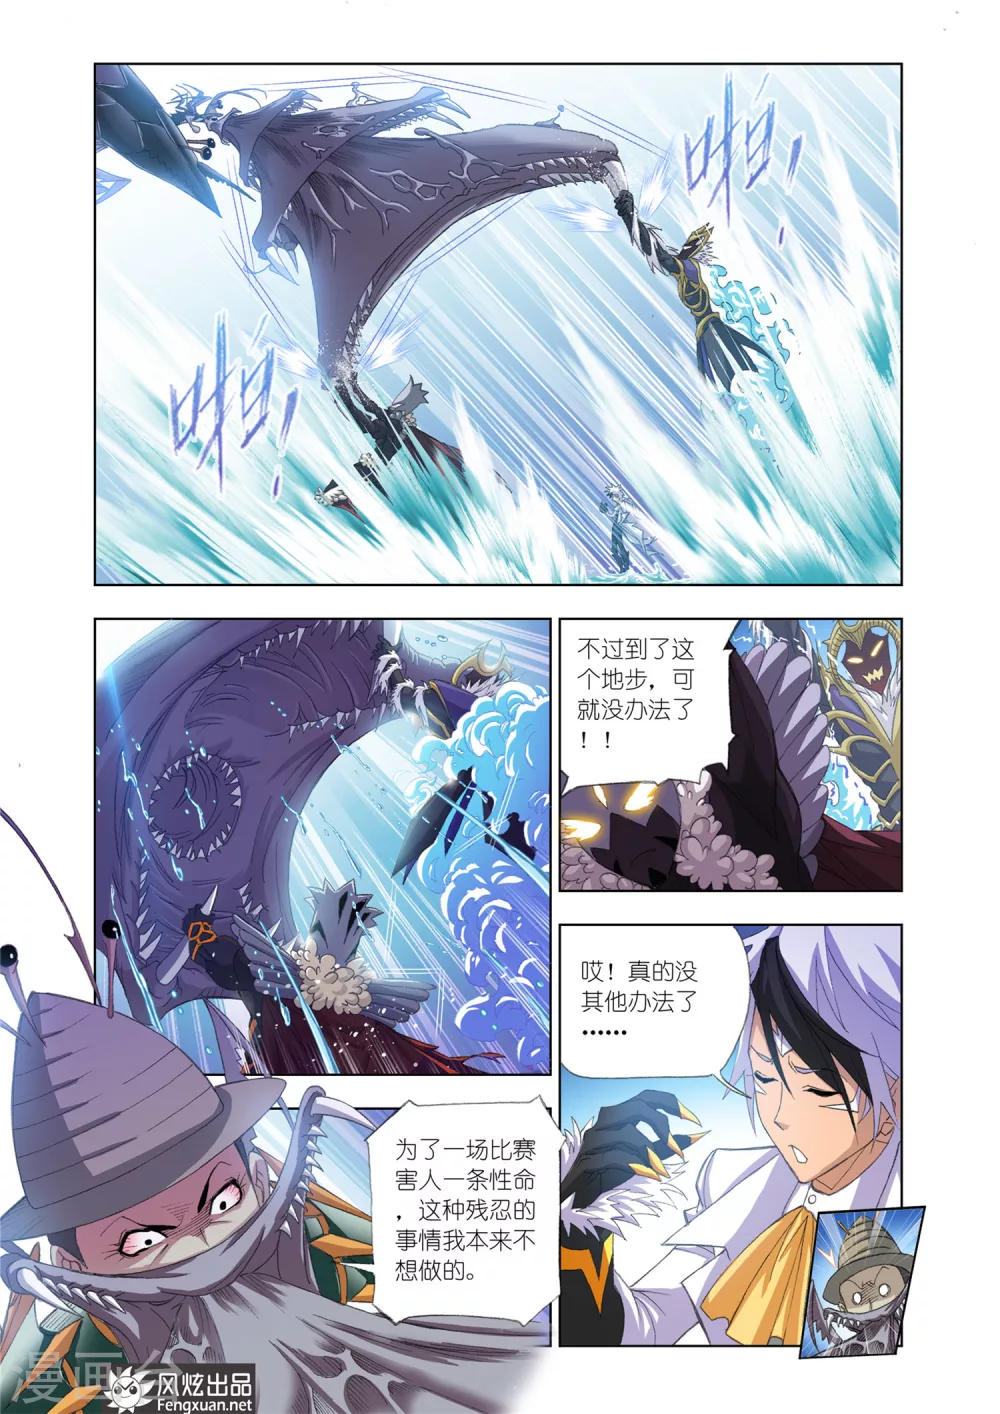 啪！
啪！
不过到了这
个地步，可
就没办法了
！！
为了一场比赛
害人一条性命
，这种残忍的
事情我本来不
想做的。
哎！真的没
其他办法了
……
漫画台
风炫出品
Fengxuan.net